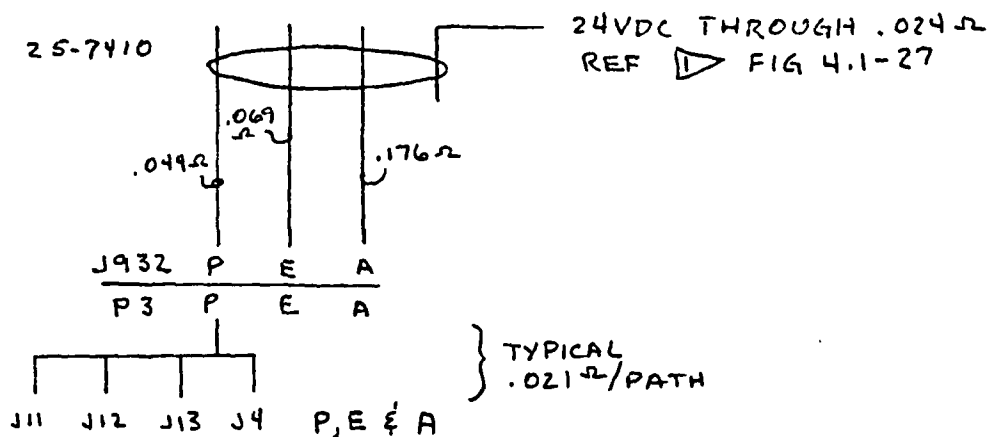 25-7410
24VDC THROUGH .024Ω
REF 1 FIG 4.1-27
.069
Ω
.049Ω
.176Ω
J932 P E A
P3 P E A
TYPICAL
.021Ω/PATH
J11 J12 J13 J4 P, E & A